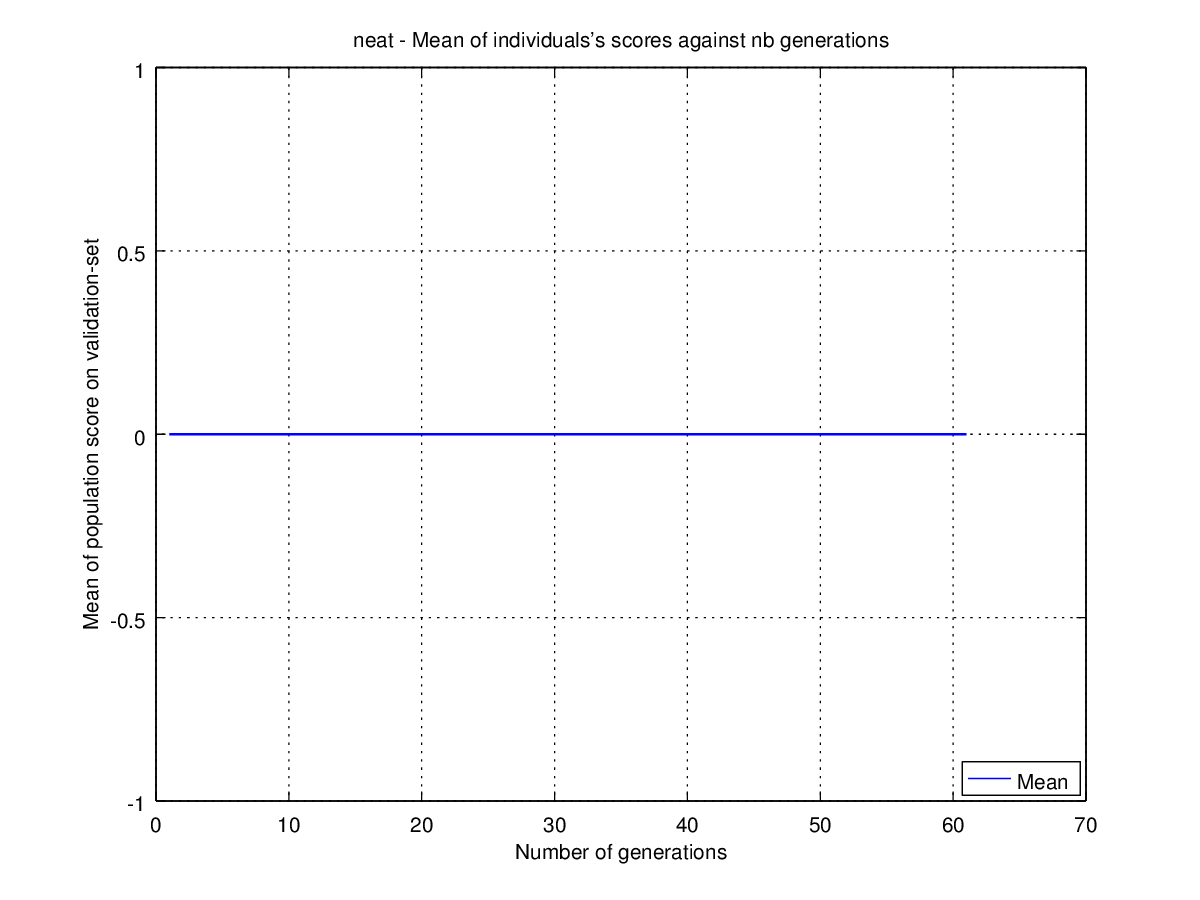 neat - Mean of individuals's scores against nb generations
1
0.5
0
-0.5
-1
Mean of population score on validation-set
0 10 20 30 40 50 60 70
Number of generations
Mean